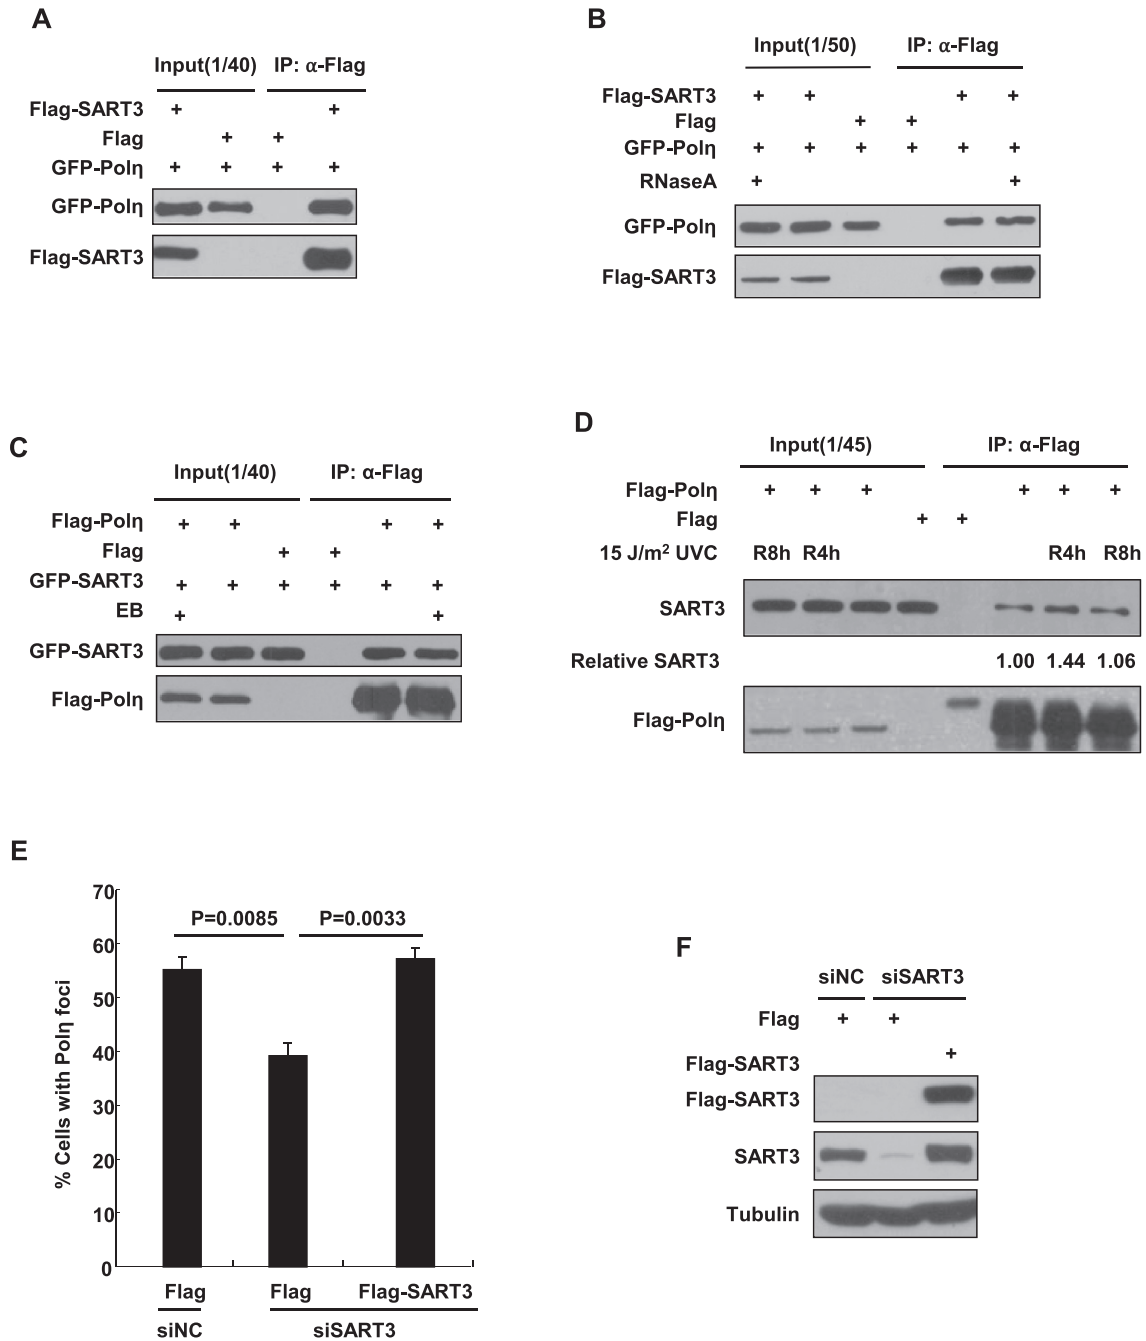 A
Input(1/40) IP: α-Flag
Flag-SART3 + +
Flag + +
GFP-Polη + + + +
GFP-Polη
Flag-SART3
B
Input(1/50) IP: α-Flag
Flag-SART3 + + + +
Flag + +
GFP-Polη + + + + + +
RNaseA + +
GFP-Polη
Flag-SART3
C
Input(1/40) IP: α-Flag
Flag-Polη + + + +
Flag + +
GFP-SART3 + + + + + +
EB + +
GFP-SART3
Flag-Polη
D
Input(1/45) IP: α-Flag
Flag-Polη + + + + + +
Flag + +
15 J/m² UVC R8h R4h R4h R8h
SART3
Relative SART3 1.00 1.44 1.06
Flag-Polη
E
% Cells with Polη foci
70
60
50
40
30
20
10
0
P=0.0085 P=0.0033
Flag Flag Flag-SART3
siNC siSART3
F
siNC siSART3
Flag + +
Flag-SART3 +
Flag-SART3
SART3
Tubulin